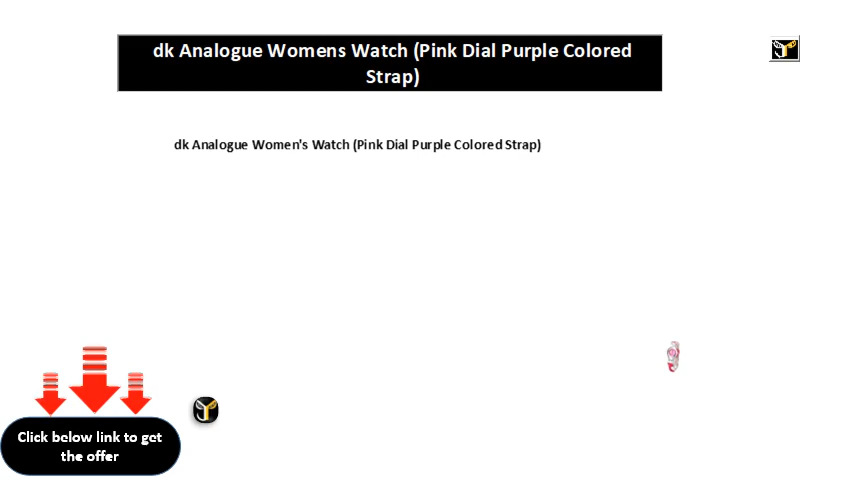 dk Analogue Womens Watch (Pink Dial Purple Colored
Strap)
dk Analogue Women's Watch (Pink Dial Purple Colored Strap)
Click below link to get
the offer